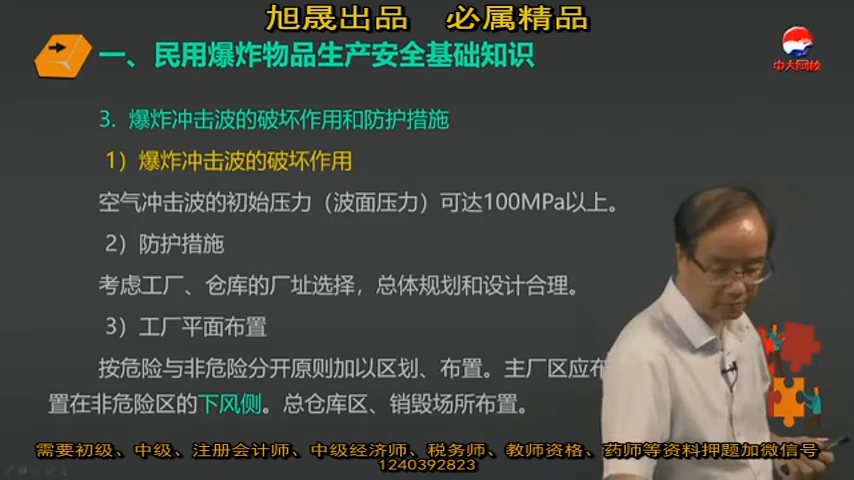 旭晟出品 必属精品
一、民用爆炸物品生产安全基础知识
中大网校
3. 爆炸冲击波的破坏作用和防护措施
1）爆炸冲击波的破坏作用
空气冲击波的初始压力（波面压力）可达100MPa以上。
2）防护措施
考虑工厂、仓库的厂址选择，总体规划和设计合理。
3）工厂平面布置
按危险与非危险分开原则加以区划、布置。主厂区应布
置在非危险区的下风侧。总仓库区、销毁场所布置。
需要初级、中级、注册会计师、中级经济师、税务师、教师资格、药师等资料押题加微信号
1240392823